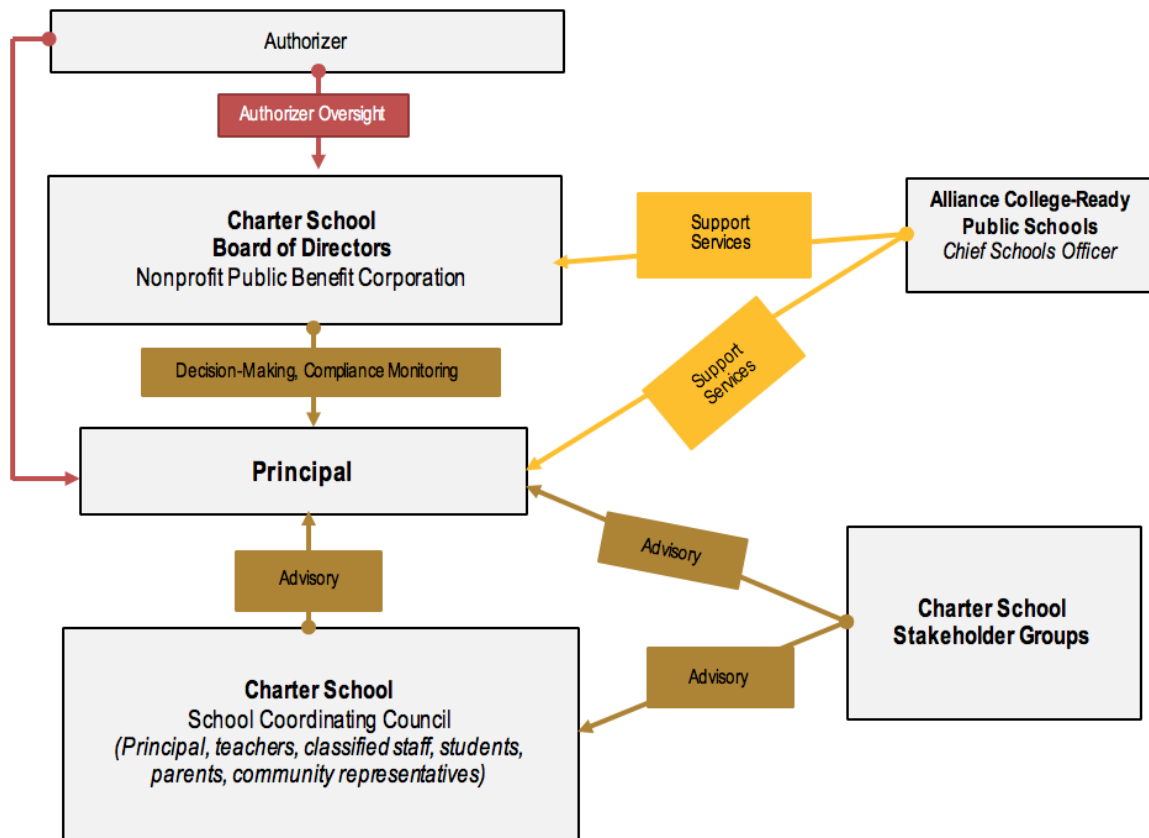 Authorizer
Authorizer Oversight
Charter School
Board of Directors
Nonprofit Public Benefit Corporation
Support
Services
Alliance College-Ready
Public Schools
Chief Schools Officer
Decision-Making, Compliance Monitoring
Support
Services
Principal
Advisory
Advisory
Charter School
Stakeholder Groups
Advisory
Charter School
School Coordinating Council
(Principal, teachers, classified staff, students,
parents, community representatives)